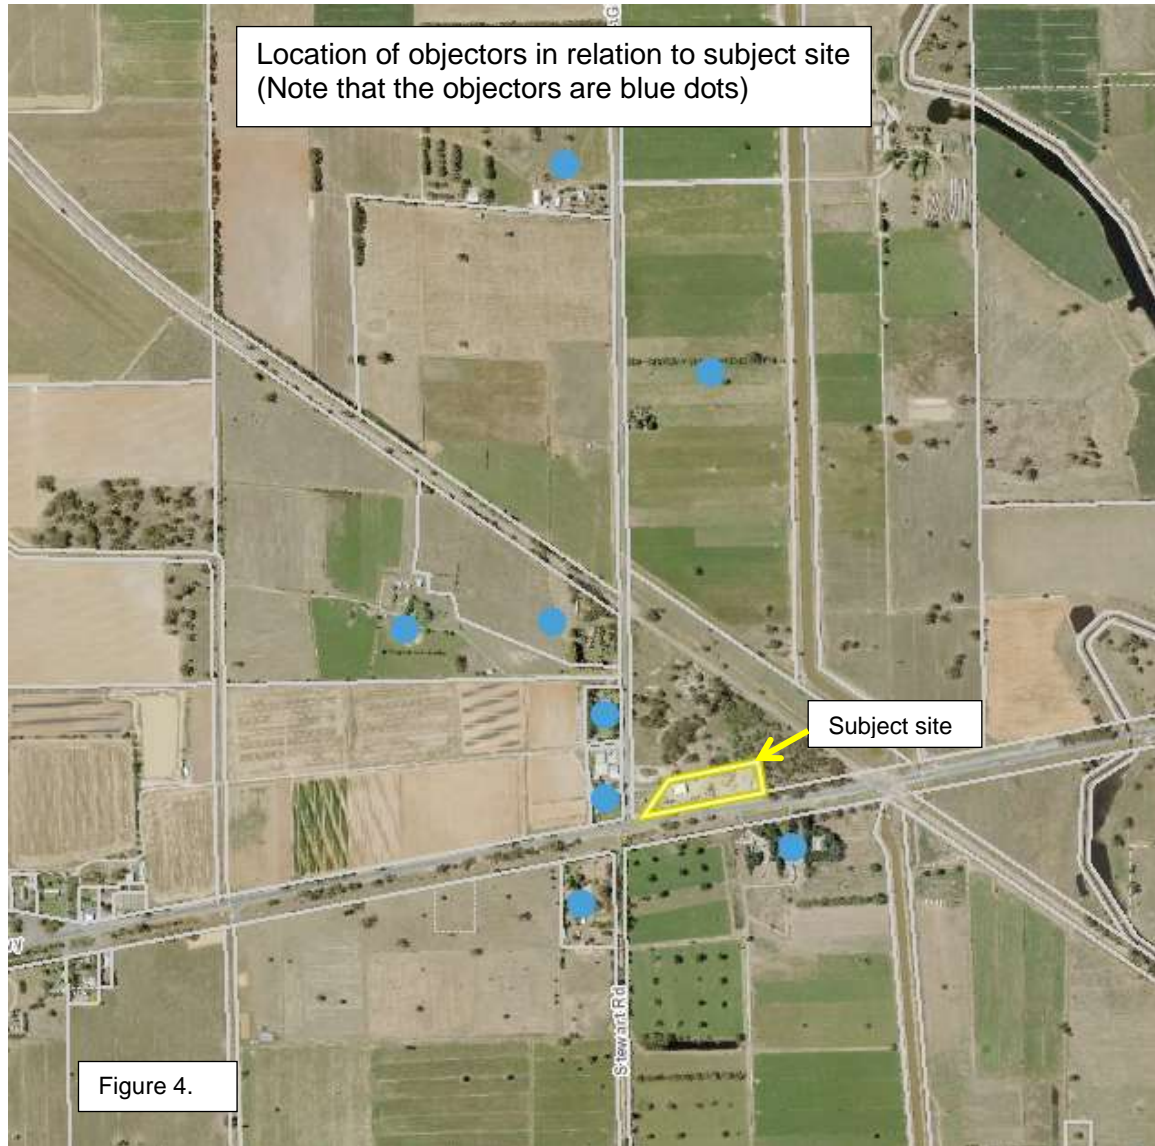 Location of objectors in relation to subject site
(Note that the objectors are blue dots)
Subject site
Stewart Rd
Figure 4.